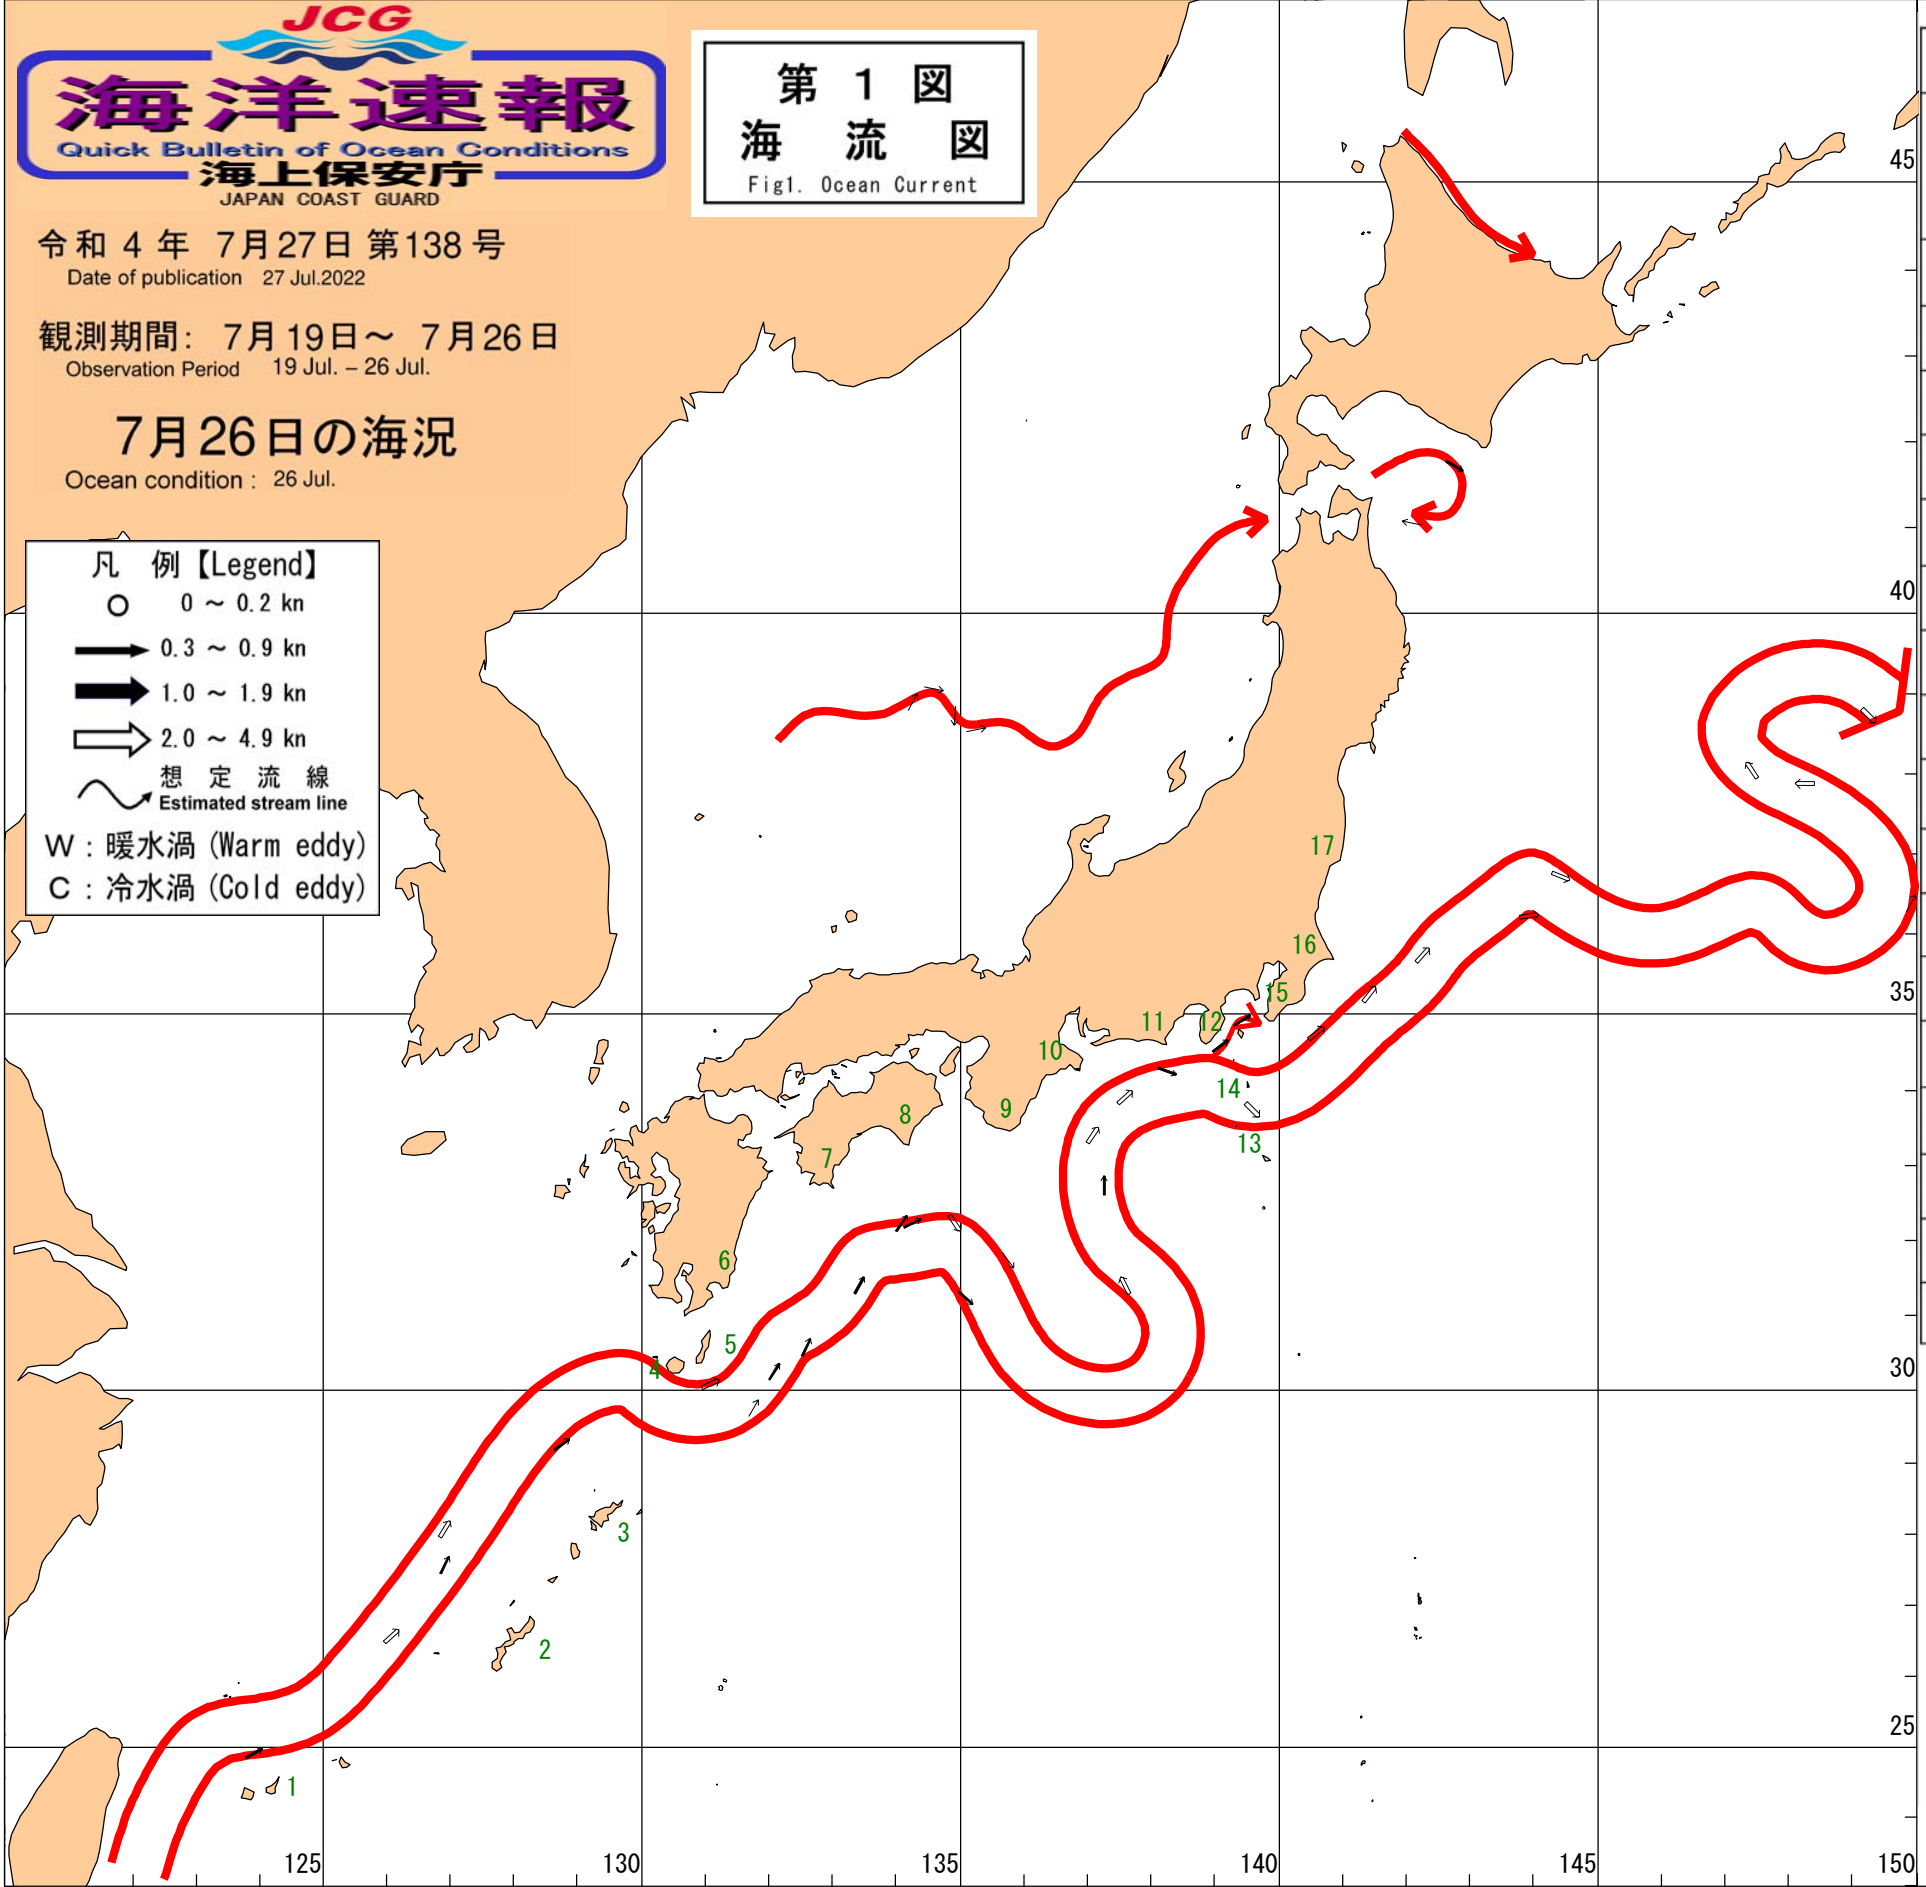 JCG
海洋速報
Quick Bulletin of Ocean Conditions
海上保安庁
JAPAN COAST GUARD
令和 4 年 7月27日 第138号
Date of publication 27 Jul.2022
観測期間: 7月19日～ 7月26日
Observation Period 19 Jul. – 26 Jul.
7月26日の海況
Ocean condition : 26 Jul.
第 1 図
海 流 図
Fig1. Ocean Current
凡 例【Legend】
0 ～ 0.2 kn
0.3 ～ 0.9 kn
1.0 ～ 1.9 kn
2.0 ～ 4.9 kn
想 定 流 線
Estimated stream line
W : 暖水渦 (Warm eddy)
C : 冷水渦 (Cold eddy)
45
40
17
16
35
15
12
11
10
14
9
8
13
7
6
5
4
30
3
2
25
1
125
130
135
140
145
150